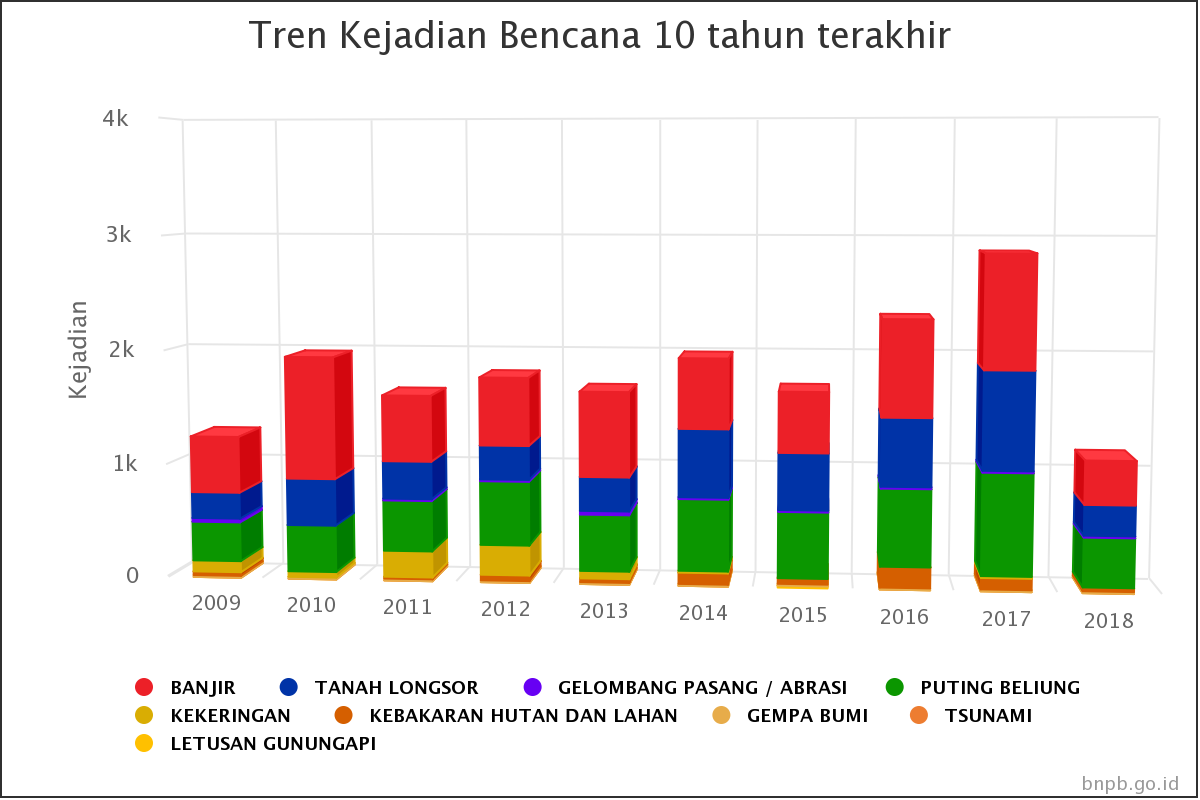 Tren Kejadian Bencana 10 tahun terakhir
4k
3k
2k
1k
0
Kejadian
2009 2010 2011 2012 2013 2014 2015 2016 2017 2018
BANJIR TANAH LONGSOR GELOMBANG PASANG / ABRASI PUTING BELIUNG
KEKERINGAN KEBAKARAN HUTAN DAN LAHAN GEMPA BUMI TSUNAMI
LETUSAN GUNUNGAPI
bnpb.go.id